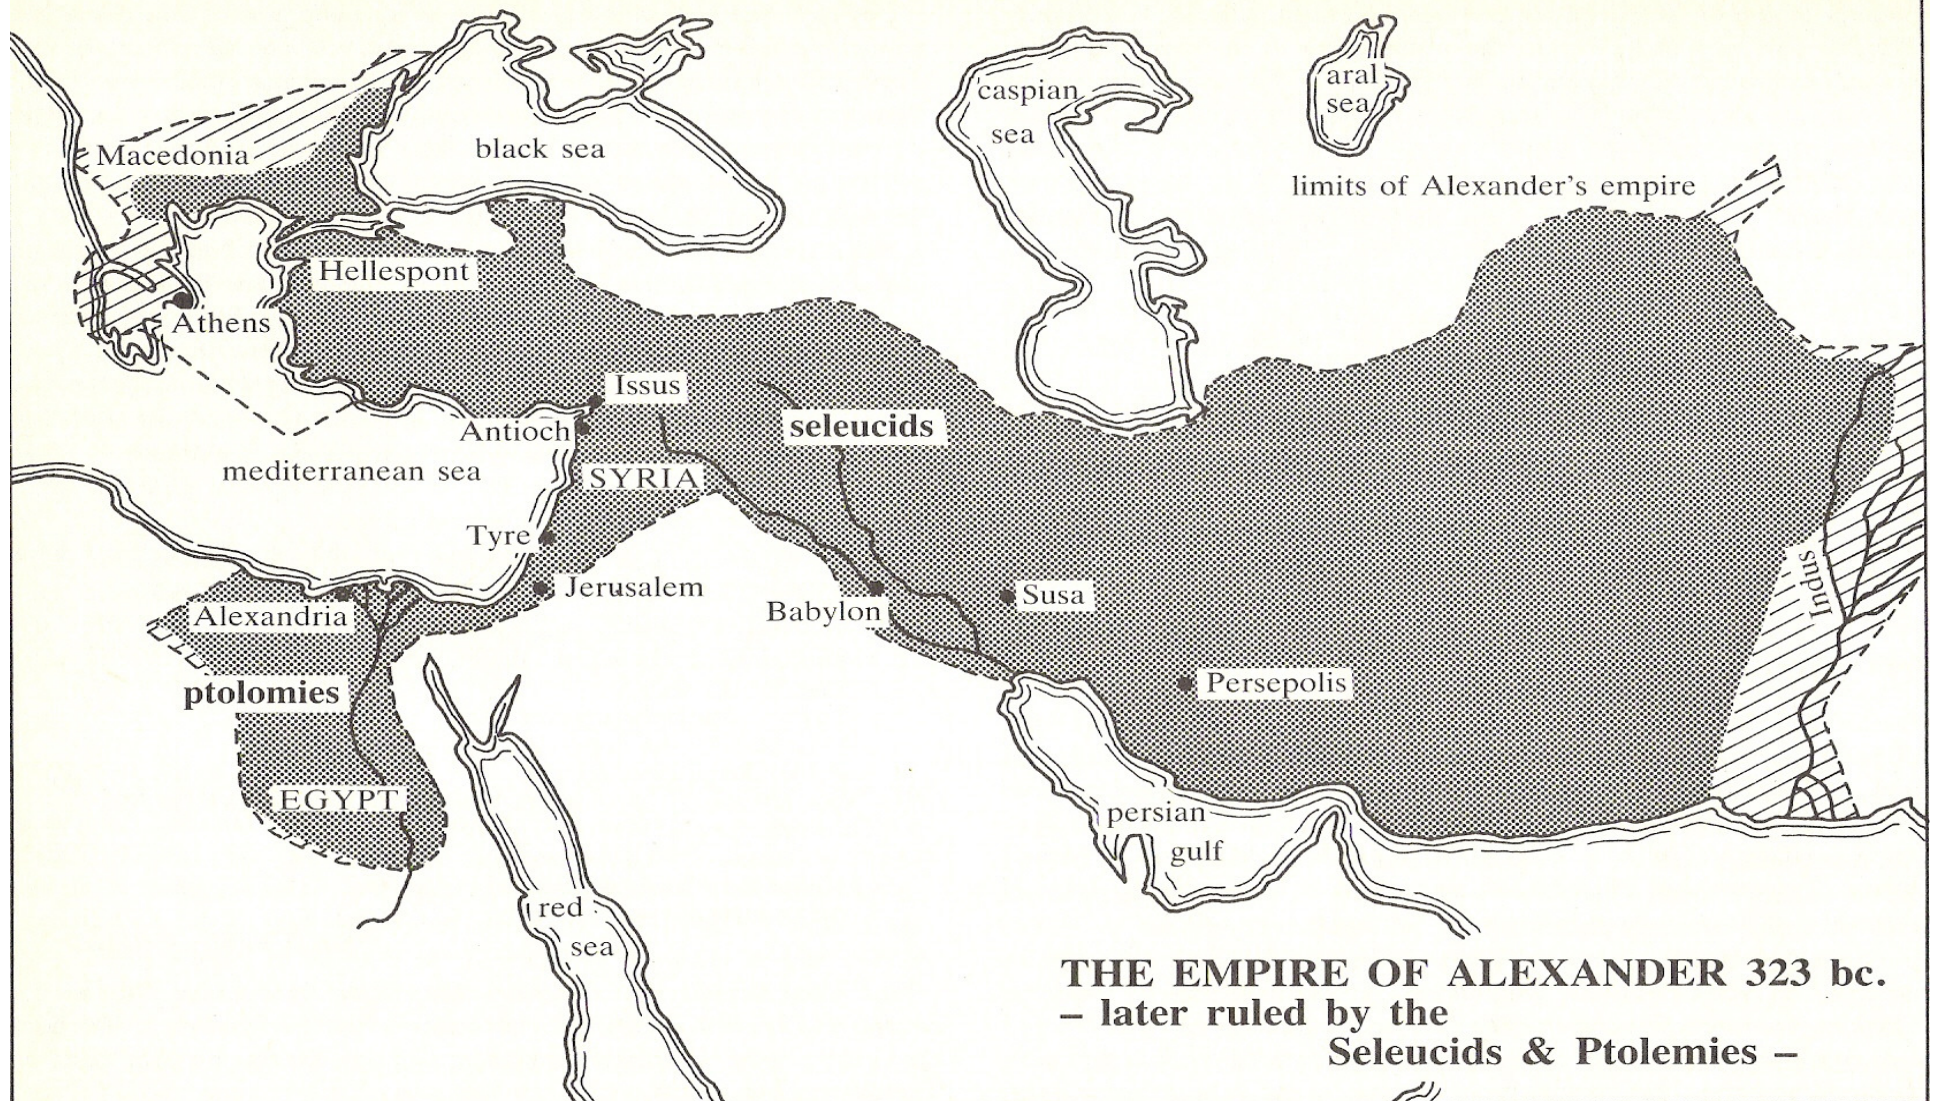 caspian
sea
aral
sea
black sea
Macedonia
limits of Alexander's empire
Hellespont
Athens
Issus
seleucids
Antioch
mediterranean sea
SYRIA
Tyre
Indus
Jerusalem
Susa
Alexandria
Babylon
ptolomies
Persepolis
EGYPT
persian
gulf
red
sea
THE EMPIRE OF ALEXANDER 323 bc.
– later ruled by the
Seleucids & Ptolemies –